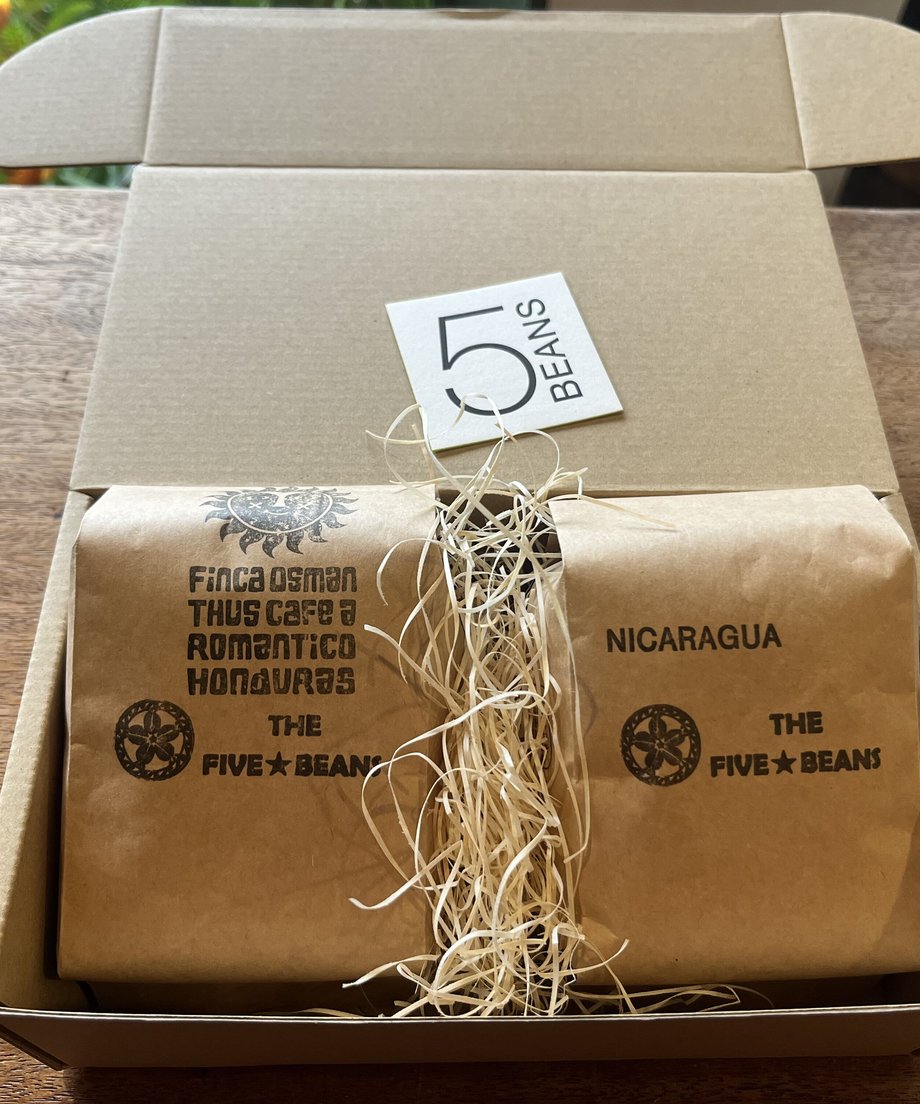 5
BEANS
Finca Osman
THUS Cafe a
Romantico
Honduras
THE
FIVE★BEANS
NICARAGUA
THE
FIVE★BEANS